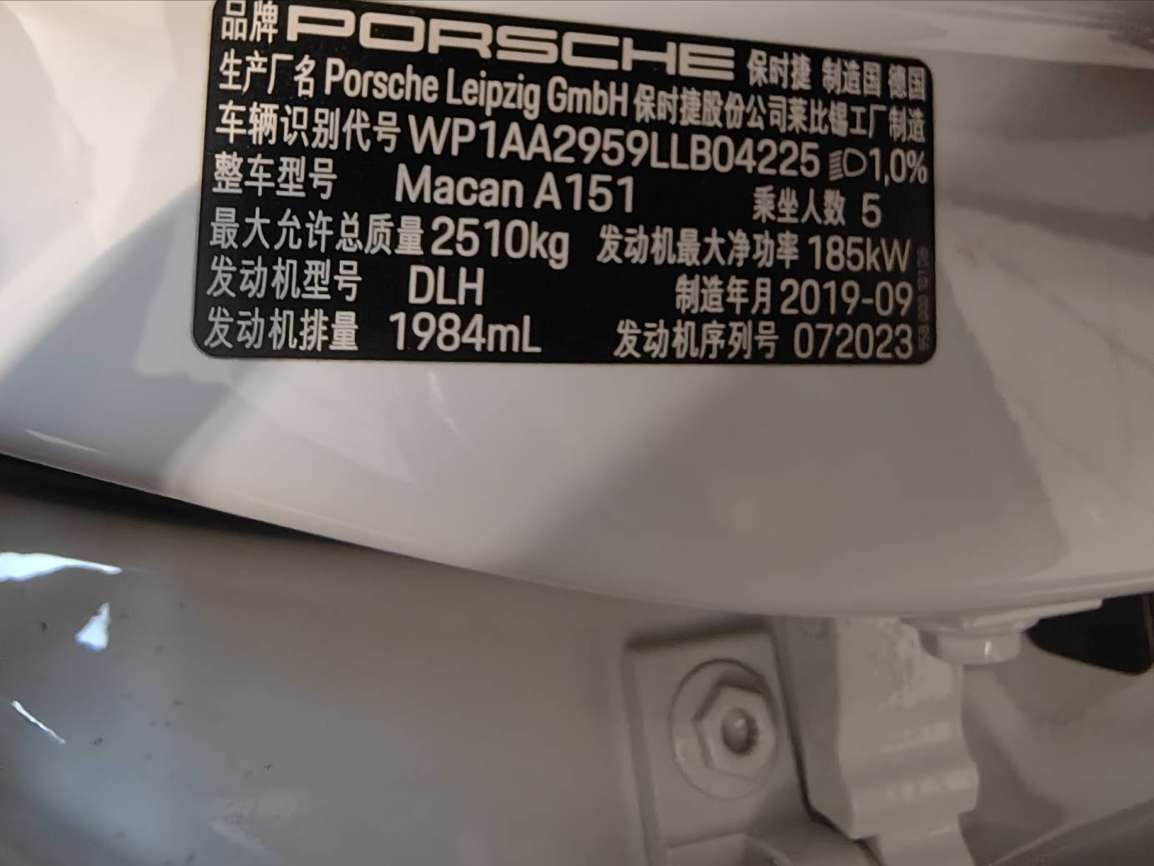 品牌 PORSCHE 保时捷 制造国 德国
生产厂名 Porsche Leipzig GmbH 保时捷股份公司莱比锡工厂制造
车辆识别代号 WP1AA2959LLB04225 1,0%
整车型号 Macan A151 乘坐人数 5
最大允许总质量 2510kg 发动机最大净功率 185kW
发动机型号 DLH 制造年月 2019-09
发动机排量 1984mL 发动机序列号 072023